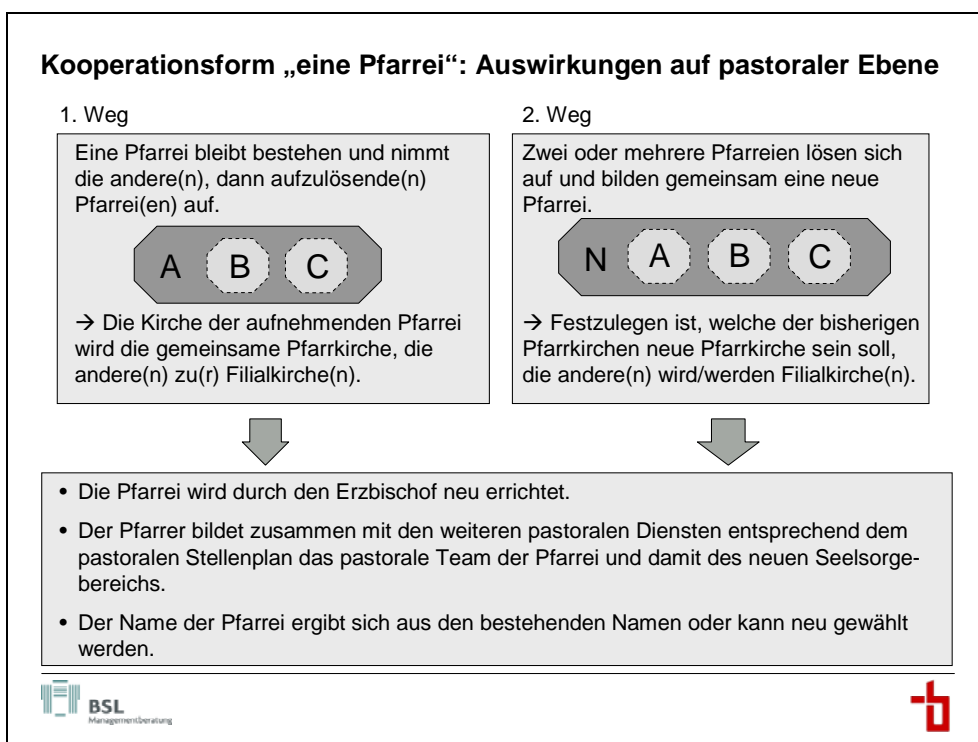 Kooperationsform „eine Pfarrei“: Auswirkungen auf pastoraler Ebene
1. Weg
Eine Pfarrei bleibt bestehen und nimmt
die andere(n), dann aufzulösende(n)
Pfarrei(en) auf.
A B C
→ Die Kirche der aufnehmenden Pfarrei
wird die gemeinsame Pfarrkirche, die
andere(n) zu(r) Filialkirche(n).
2. Weg
Zwei oder mehrere Pfarreien lösen sich
auf und bilden gemeinsam eine neue
Pfarrei.
N A B C
→ Festzulegen ist, welche der bisherigen
Pfarrkirchen neue Pfarrkirche sein soll,
die andere(n) wird/werden Filialkirche(n).
• Die Pfarrei wird durch den Erzbischof neu errichtet.
• Der Pfarrer bildet zusammen mit den weiteren pastoralen Diensten entsprechend dem
pastoralen Stellenplan das pastorale Team der Pfarrei und damit des neuen Seelsorge-
bereichs.
• Der Name der Pfarrei ergibt sich aus den bestehenden Namen oder kann neu gewählt
werden.
BSL
Managementberatung